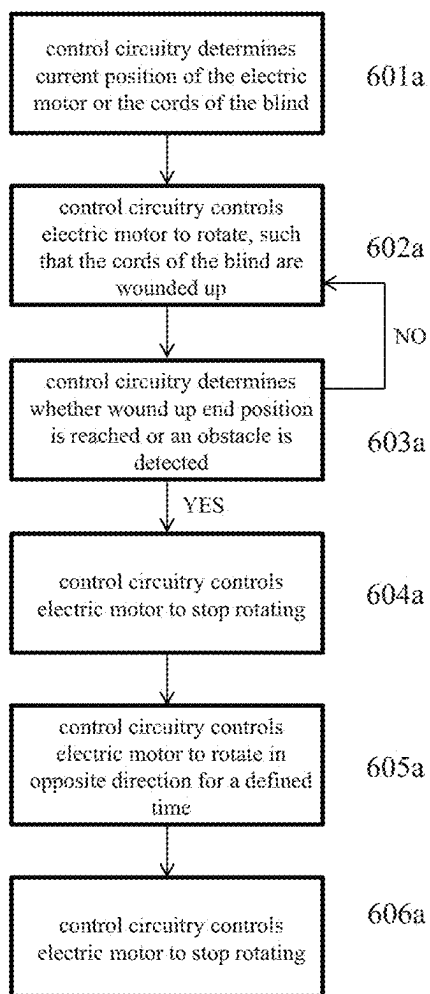 control circuitry determines
current position of the electric
motor or the cords of the blind
601a
control circuitry controls
electric motor to rotate, such
that the cords of the blind are
wounded up
602a
NO
control circuitry determines
whether wound up end position
is reached or an obstacle is
detected
603a
YES
control circuitry controls
electric motor to stop rotating
604a
control circuitry controls
electric motor to rotate in
opposite direction for a defined
time
605a
control circuitry controls
electric motor to stop rotating
606a